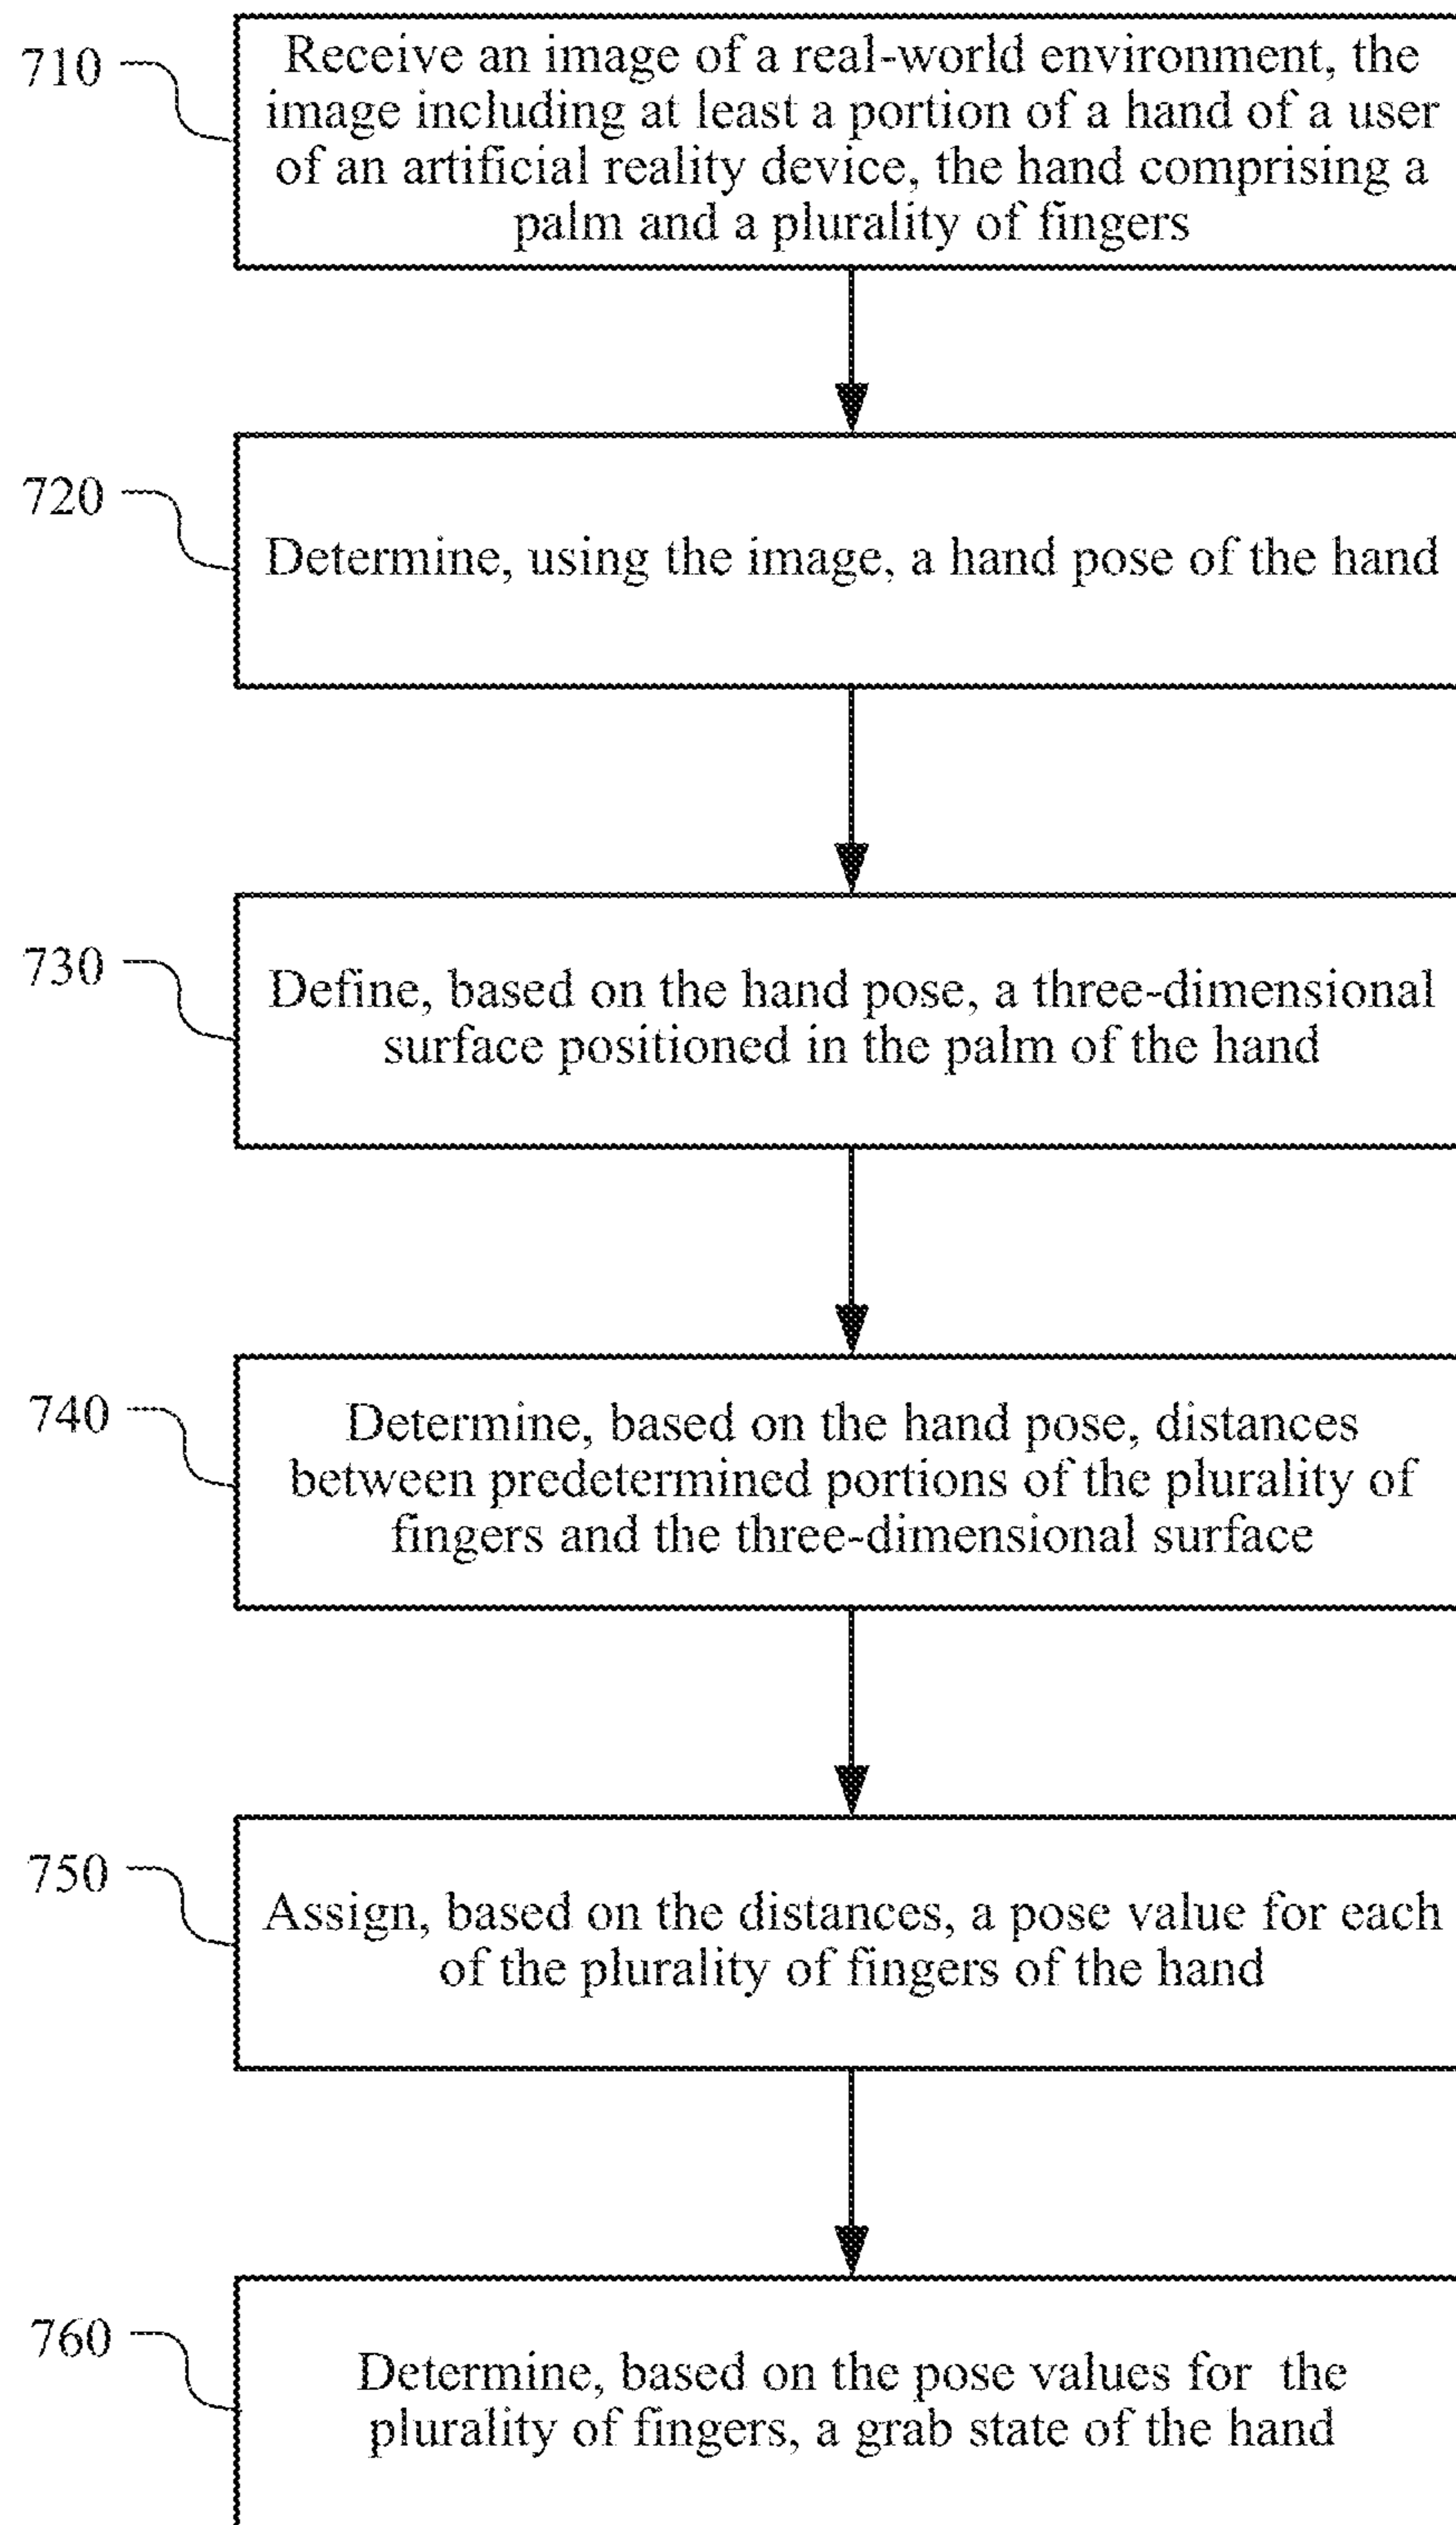 710
Receive an image of a real-world environment, the
image including at least a portion of a hand of a user
of an artificial reality device, the hand comprising a
palm and a plurality of fingers
720
Determine, using the image, a hand pose of the hand
730
Define, based on the hand pose, a three-dimensional
surface positioned in the palm of the hand
740
Determine, based on the hand pose, distances
between predetermined portions of the plurality of
fingers and the three-dimensional surface
750
Assign, based on the distances, a pose value for each
of the plurality of fingers of the hand
760
Determine, based on the pose values for the
plurality of fingers, a grab state of the hand